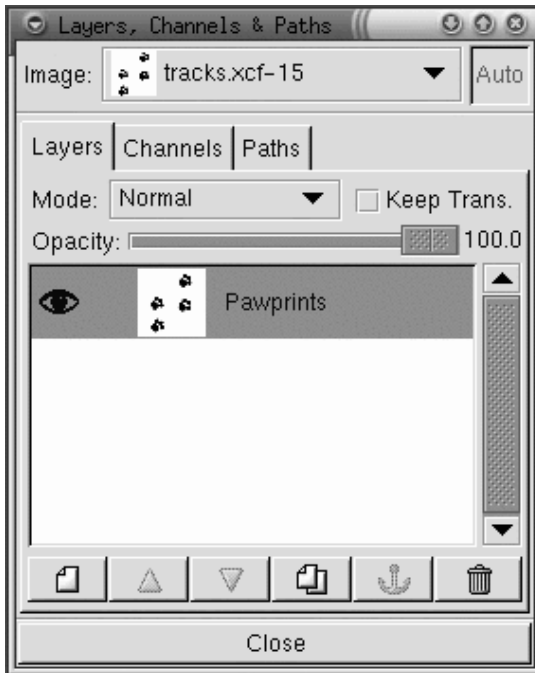 Layers, Channels & Paths
Image: tracks.xcf-15 Auto
Layers Channels Paths
Mode: Normal Keep Trans.
Opacity: 100.0
Pawprints
Close